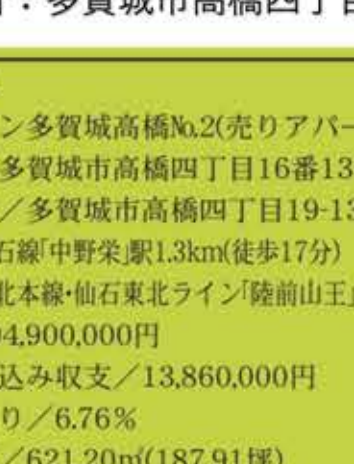 ：多賀城市高橋四丁目
ン多賀城高橋No.2(売りアパー
多賀城市高橋四丁目16番13
／多賀城市高橋四丁目19-13
石線「中野栄」駅1.3km(徒歩17分)
北本線・仙石東北ライン「陸前山王」
4,900,000円
込み収支／13,860,000円
り／6.76%
／621.20㎡(187.91坪)